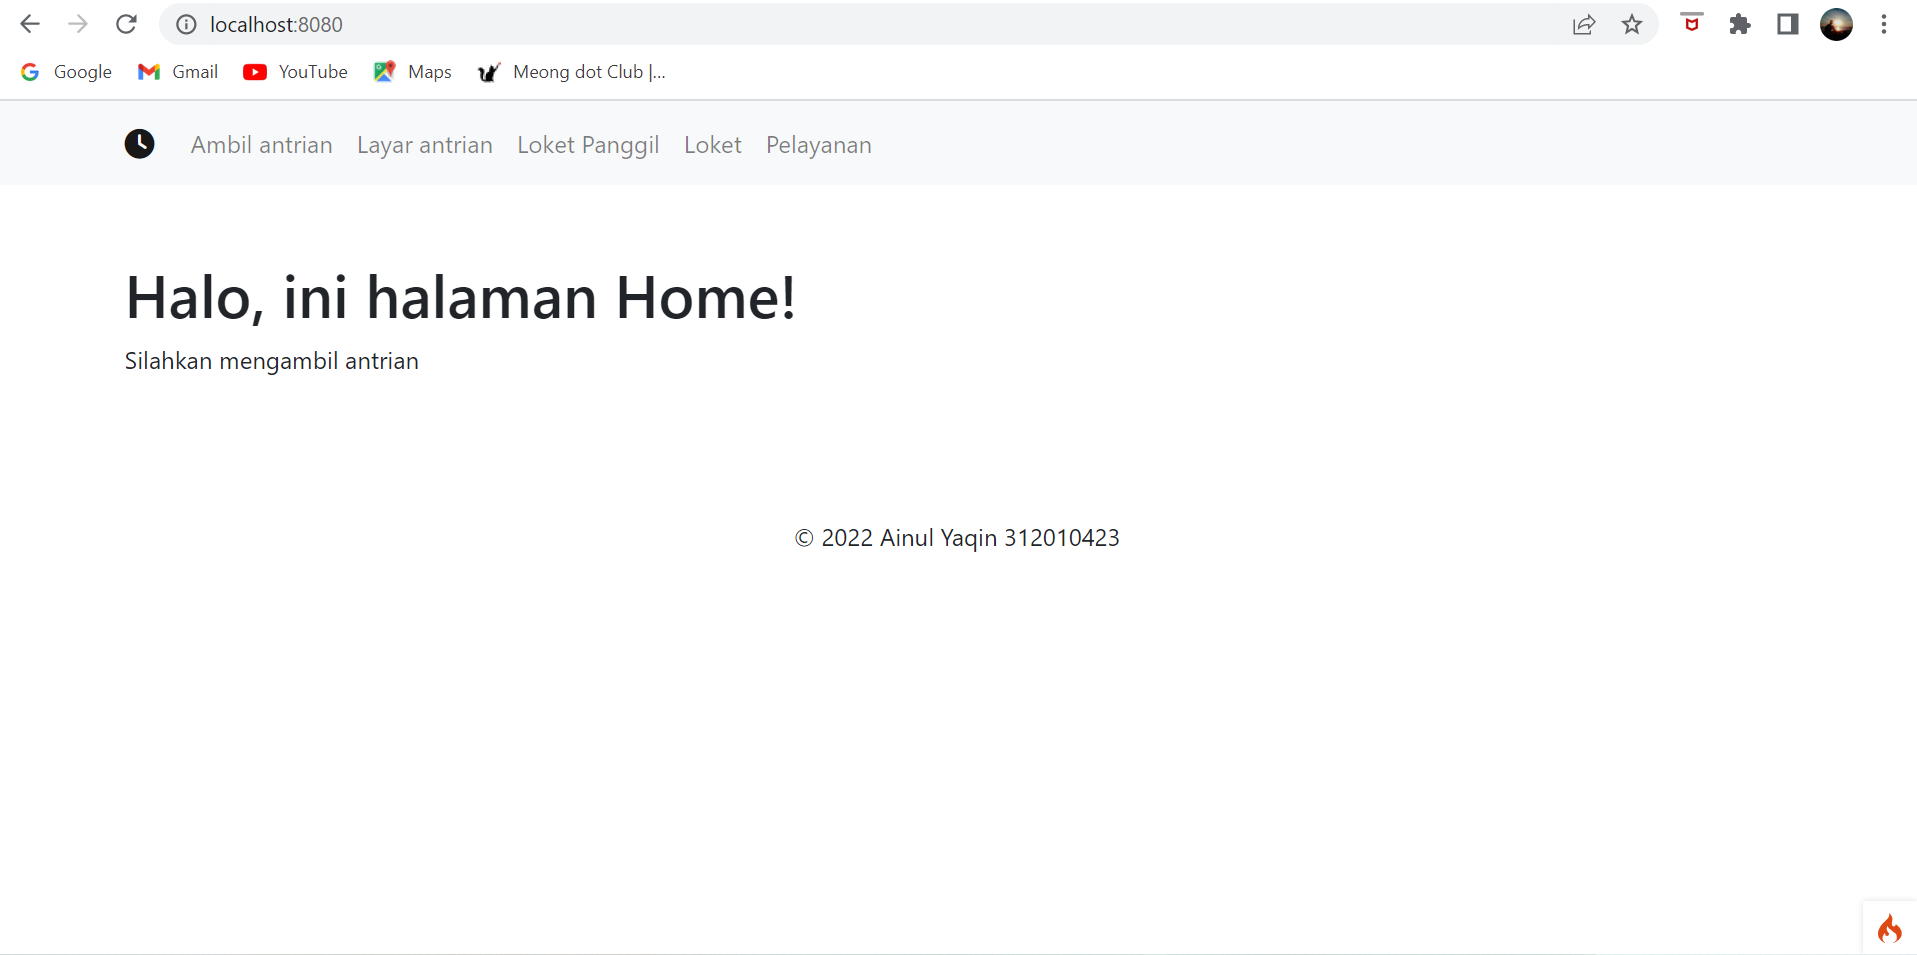 localhost:8080
Google Gmail YouTube Maps Meong dot Club |...
Ambil antrian Layar antrian Loket Panggil Loket Pelayanan
Halo, ini halaman Home!
Silahkan mengambil antrian
© 2022 Ainul Yaqin 312010423